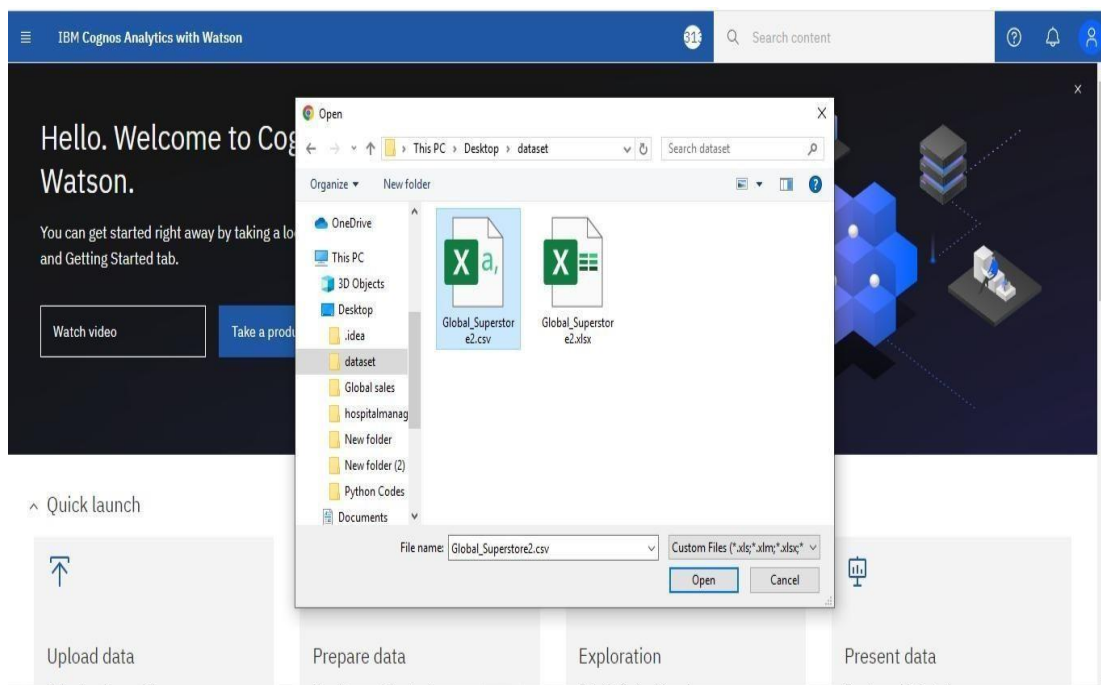 IBM Cognos Analytics with Watson
Search content
Hello. Welcome to Cog
Watson.
You can get started right away by taking a lo
and Getting Started tab.
Watch video
Take a produ
Open
This PC > Desktop > dataset
Search dataset
Organize
New folder
OneDrive
This PC
3D Objects
Desktop
.idea
dataset
Global sales
hospitalmanag
New folder
New folder (2)
Python Codes
Documents
Global_Superstor
e2.csv
Global_Superstor
e2.xlsx
File name:
Global_Superstore2.csv
Custom Files (*.xls;*.xlm;*.xlsx;*
Open
Cancel
Quick launch
Upload data
Prepare data
Exploration
Present data